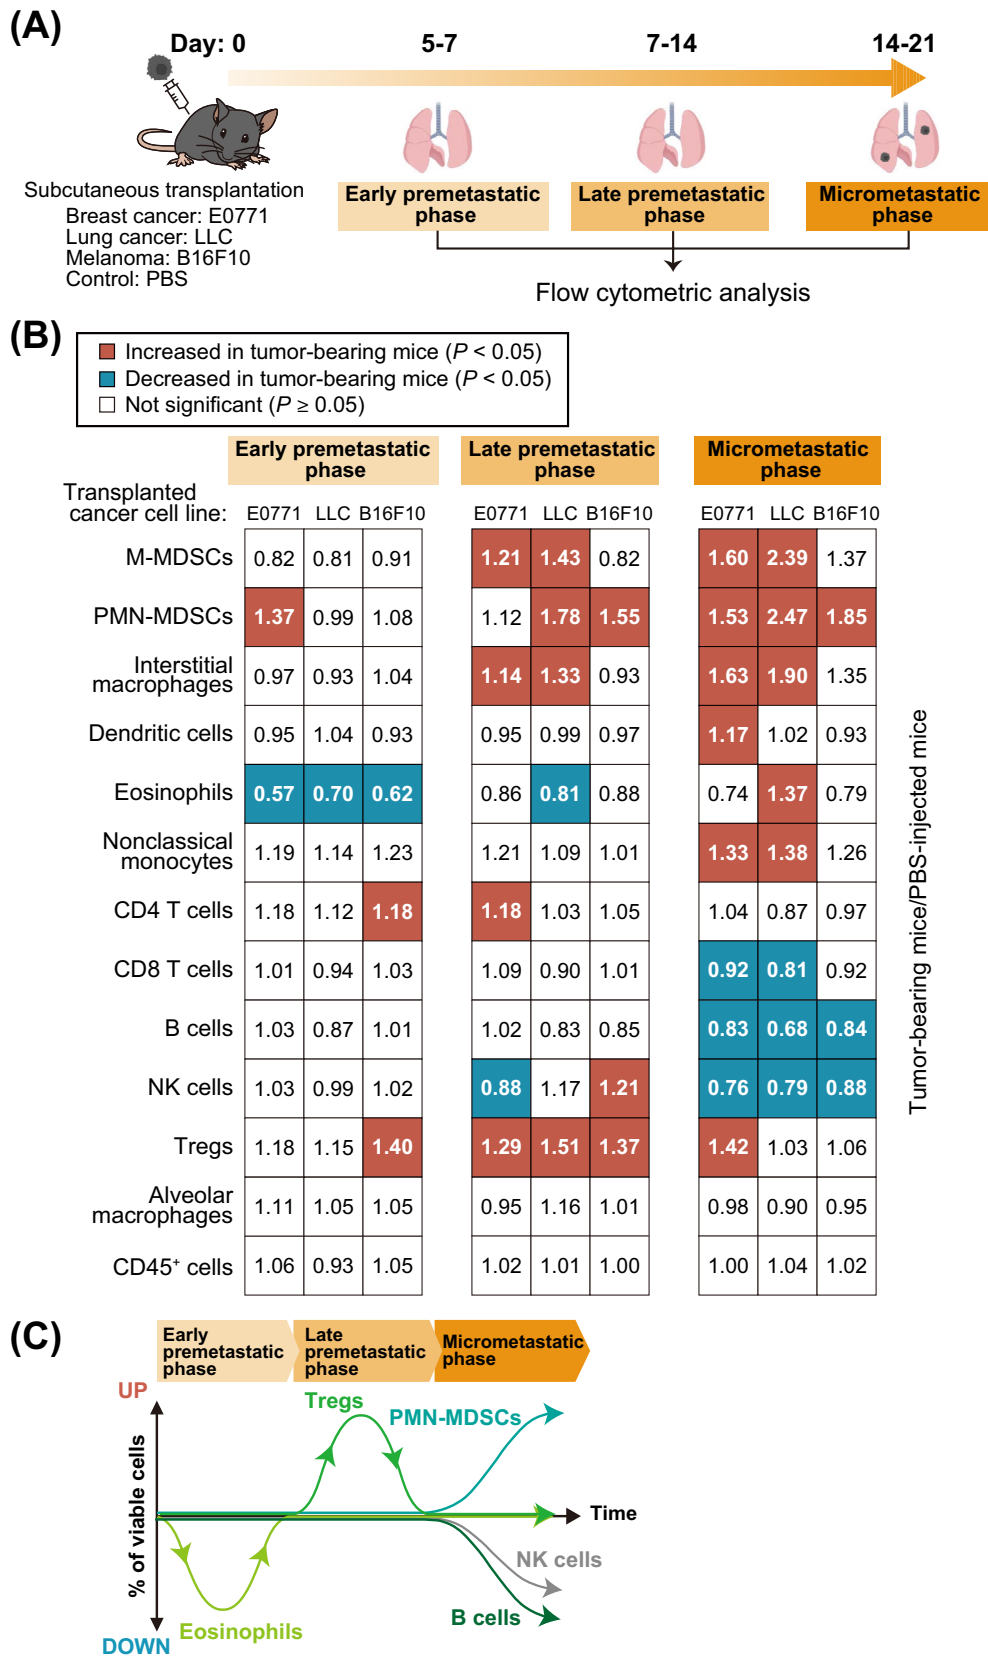 (A)
Day: 0 5-7 7-14 14-21
Subcutaneous transplantation
Breast cancer: E0771
Lung cancer: LLC
Melanoma: B16F10
Control: PBS
Early premetastatic
phase
Late premetastatic
phase
Micrometastatic
phase
Flow cytometric analysis
(B)
Increased in tumor-bearing mice (P < 0.05)
Decreased in tumor-bearing mice (P < 0.05)
Not significant (P ≥ 0.05)
Early premetastatic
phase
Late premetastatic
phase
Micrometastatic
phase
Transplanted
cancer cell line: E0771 LLC B16F10 E0771 LLC B16F10 E0771 LLC B16F10
M-MDSCs 0.82 0.81 0.91 1.21 1.43 0.82 1.60 2.39 1.37
PMN-MDSCs 1.37 0.99 1.08 1.12 1.78 1.55 1.53 2.47 1.85
Interstitial
macrophages 0.97 0.93 1.04 1.14 1.33 0.93 1.63 1.90 1.35
Dendritic cells 0.95 1.04 0.93 0.95 0.99 0.97 1.17 1.02 0.93
Eosinophils 0.57 0.70 0.62 0.86 0.81 0.88 0.74 1.37 0.79
Nonclassical
monocytes 1.19 1.14 1.23 1.21 1.09 1.01 1.33 1.38 1.26
CD4 T cells 1.18 1.12 1.18 1.18 1.03 1.05 1.04 0.87 0.97
CD8 T cells 1.01 0.94 1.03 1.09 0.90 1.01 0.92 0.81 0.92
B cells 1.03 0.87 1.01 1.02 0.83 0.85 0.83 0.68 0.84
NK cells 1.03 0.99 1.02 0.88 1.17 1.21 0.76 0.79 0.88
Tregs 1.18 1.15 1.40 1.29 1.51 1.37 1.42 1.03 1.06
Alveolar
macrophages 1.11 1.05 1.05 0.95 1.16 1.01 0.98 0.90 0.95
CD45⁺ cells 1.06 0.93 1.05 1.02 1.01 1.00 1.00 1.04 1.02
Tumor-bearing mice/PBS-injected mice
(C)
Early
premetastatic
phase
Late
premetastatic
phase
Micrometastatic
phase
UP
% of viable cells
DOWN
Tregs
PMN-MDSCs
Time
NK cells
B cells
Eosinophils